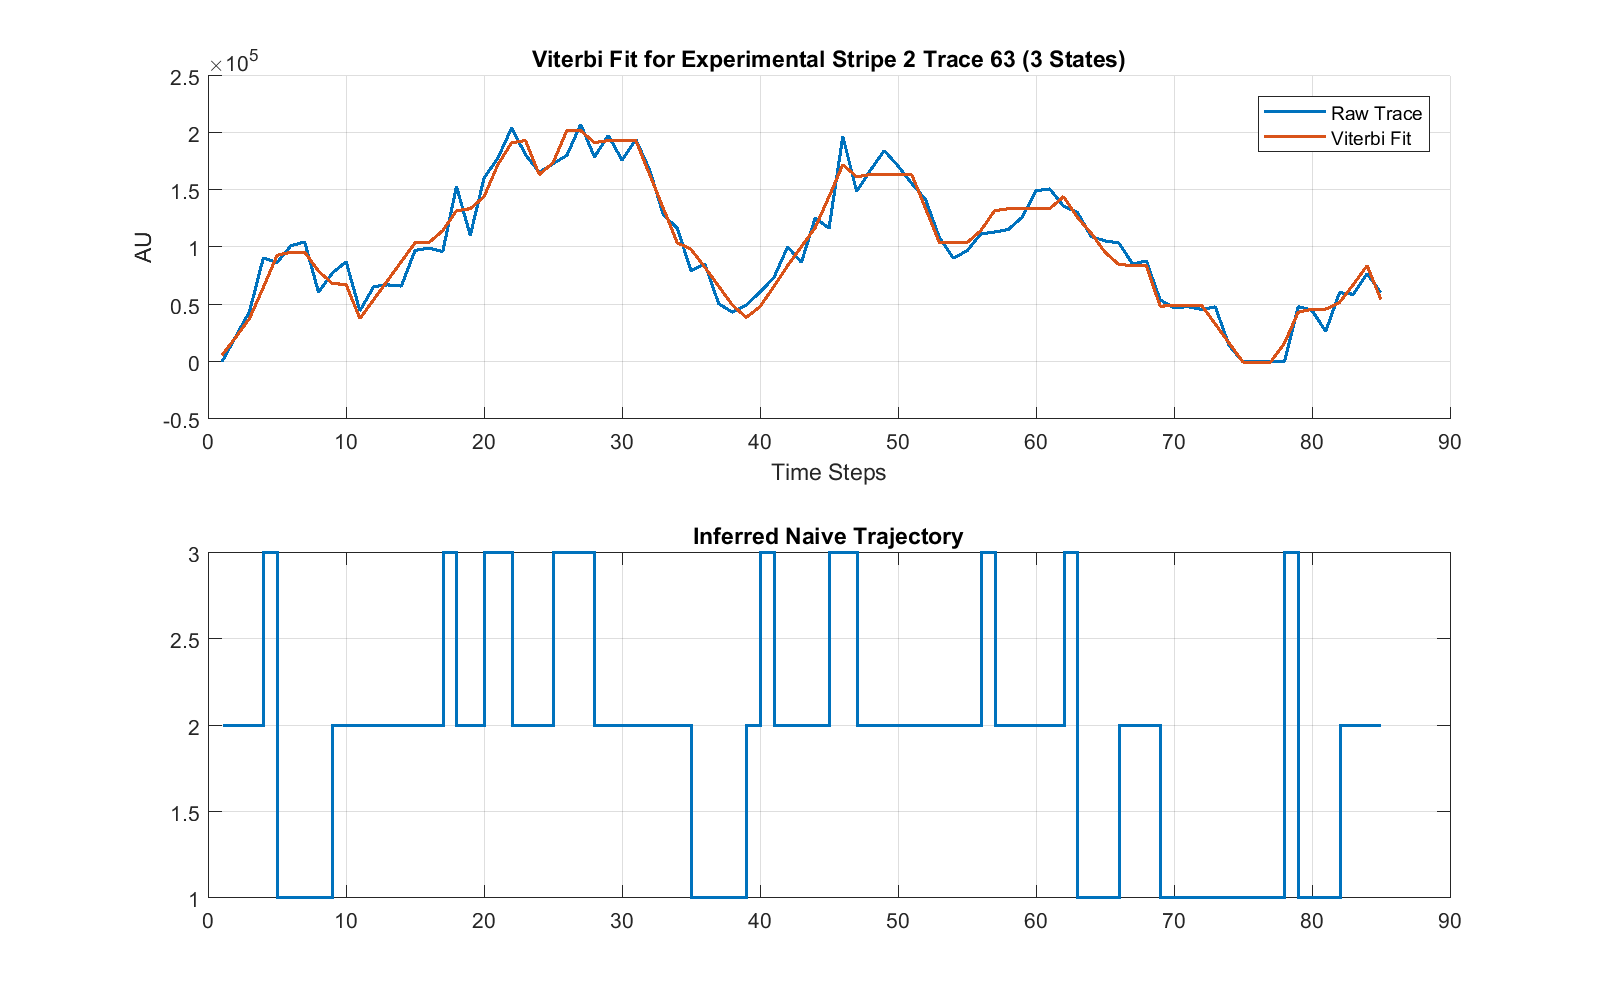 Viterbi Fit for Experimental Stripe 2 Trace 63 (3 States)
×10^5
2.5
2
1.5
1
0.5
0
-0.5
AU
Raw Trace
Viterbi Fit
0 10 20 30 40 50 60 70 80 90
Time Steps
Inferred Naive Trajectory
3
2.5
2
1.5
1
0 10 20 30 40 50 60 70 80 90